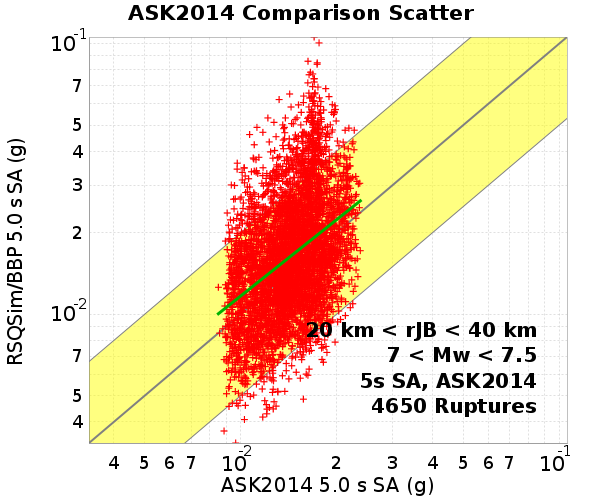 ASK2014 Comparison Scatter
RSQSim/BBP 5.0 s SA (g)
10^-1
7
5
4
3
2
10^-2
7
5
4
20 km < rJB < 40 km
7 < Mw < 7.5
5s SA, ASK2014
4650 Ruptures
4 5 6 7 10^-2 2 3 4 5 6 7 10^-1
ASK2014 5.0 s SA (g)